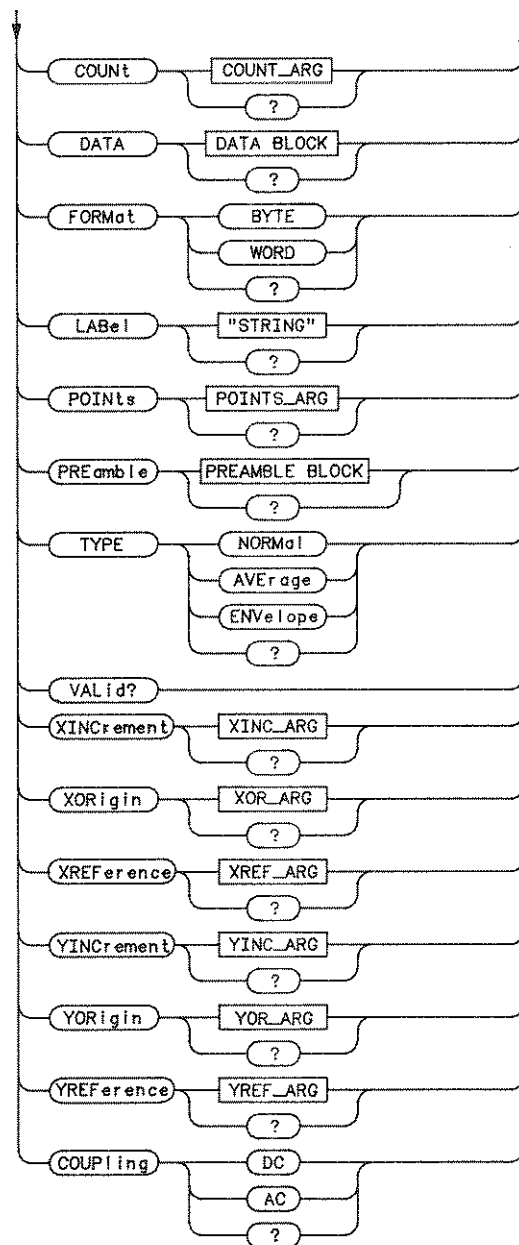 COUNt COUNT_ARG
?
DATA DATA BLOCK
?
FORMat BYTE
WORD
?
LABel "STRING"
?
POINts POINTS_ARG
?
PREamble PREAMBLE BLOCK
?
TYPE NORMal
AVErage
ENVelope
?
VALid?
XINCrement XINC_ARG
?
XORigin XOR_ARG
?
XREFerence XREF_ARG
?
YINCrement YINC_ARG
?
YORigin YOR_ARG
?
YREFerence YREF_ARG
?
COUPling DC
AC
?